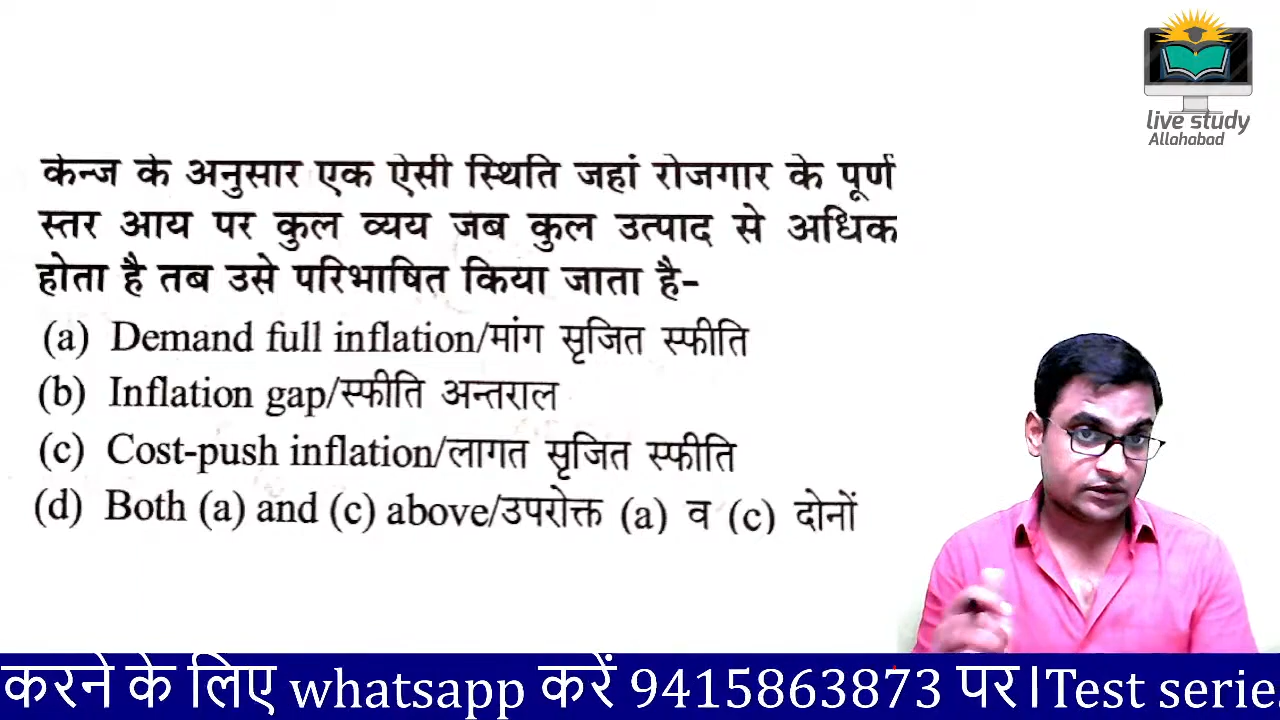 live study
Allahabad
केन्ज के अनुसार एक ऐसी स्थिति जहां रोजगार के पूर्ण
स्तर आय पर कुल व्यय जब कुल उत्पाद से अधिक
होता है तब उसे परिभाषित किया जाता है-
(a) Demand full inflation/मांग सृजित स्फीति
(b) Inflation gap/स्फीति अन्तराल
(c) Cost-push inflation/लागत सृजित स्फीति
(d) Both (a) and (c) above/उपरोक्त (a) व (c) दोनों
करने के लिए whatsapp करें 9415863873 पर।Test serie